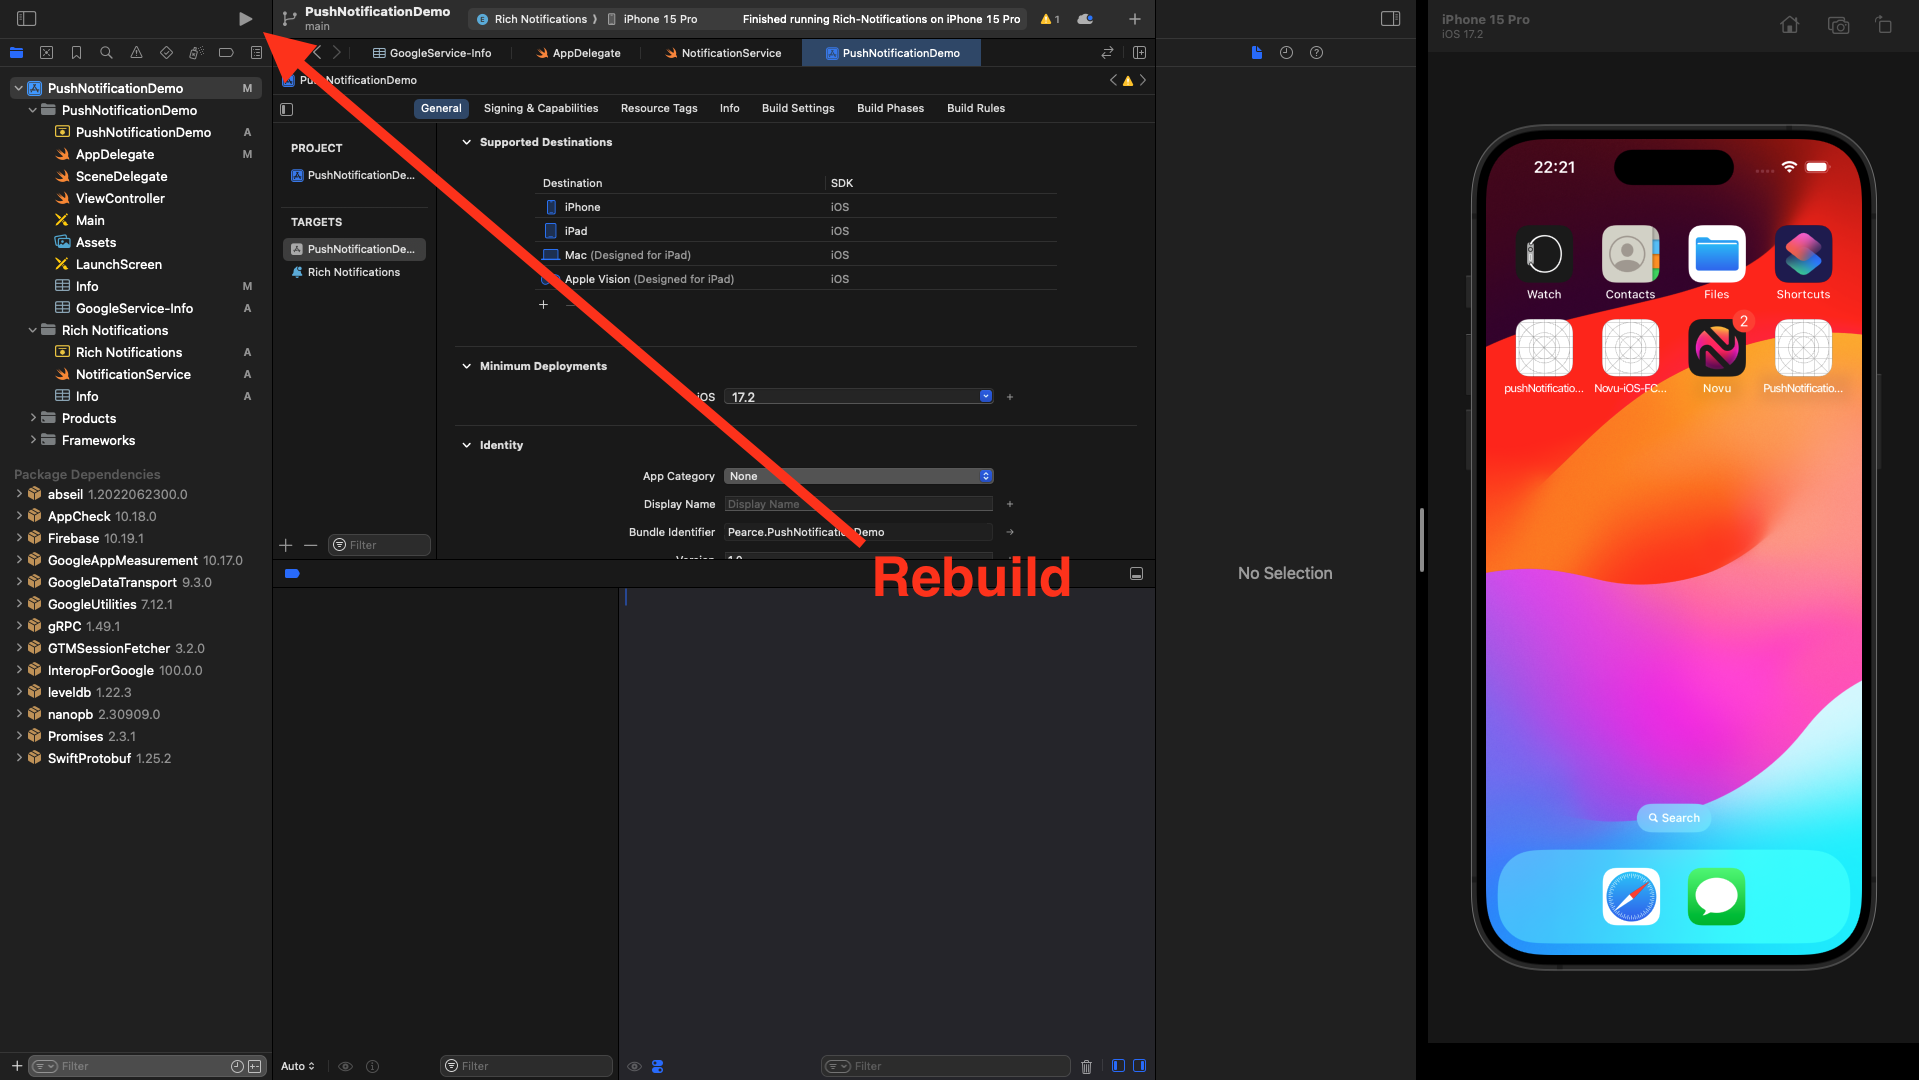 PushNotificationDemo
main
Rich Notifications
iPhone 15 Pro
Finished running Rich-Notifications on iPhone 15 Pro
1
iPhone 15 Pro
iOS 17.2
GoogleService-Info
AppDelegate
NotificationService
PushNotificationDemo
PushNotificationDemo
General
Signing & Capabilities
Resource Tags
Info
Build Settings
Build Phases
Build Rules
PushNotificationDemo M
PushNotificationDemo
PushNotificationDemo A
AppDelegate M
SceneDelegate
ViewController
Main
Assets
LaunchScreen
Info M
GoogleService-Info A
Rich Notifications
Rich Notifications A
NotificationService A
Info A
Products
Frameworks
Package Dependencies
abseil 1.2022062300.0
AppCheck 10.18.0
Firebase 10.19.1
GoogleAppMeasurement 10.17.0
GoogleDataTransport 9.3.0
GoogleUtilities 7.12.1
gRPC 1.49.1
GTMSessionFetcher 3.2.0
InteropForGoogle 100.0.0
leveldb 1.22.3
nanopb 2.30909.0
Promises 2.3.1
SwiftProtobuf 1.25.2
Filter
PROJECT
PushNotificationDe...
TARGETS
PushNotificationDe...
Rich Notifications
Filter
Supported Destinations
Destination SDK
iPhone iOS
iPad iOS
Mac (Designed for iPad) iOS
Apple Vision (Designed for iPad) iOS
Minimum Deployments
iOS 17.2
Identity
App Category None
Display Name Display Name
Bundle Identifier Pearce.PushNotificationDemo
Version 1.0
Rebuild
Auto
Filter
Filter
No Selection
22:21
Watch
Contacts
Files
Shortcuts
2
pushNotificatio...
Novu-iOS-FC...
Novu
PushNotificatio...
Search